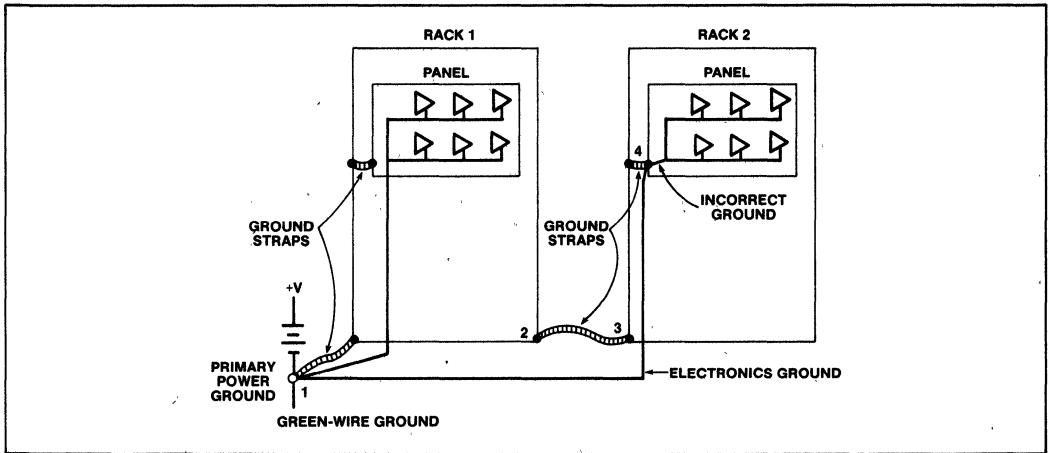 RACK 1
RACK 2
PANEL
PANEL
4
INCORRECT
GROUND
GROUND
STRAPS
GROUND
STRAPS
+V
2
3
PRIMARY
POWER
GROUND
1
ELECTRONICS GROUND
GREEN-WIRE GROUND